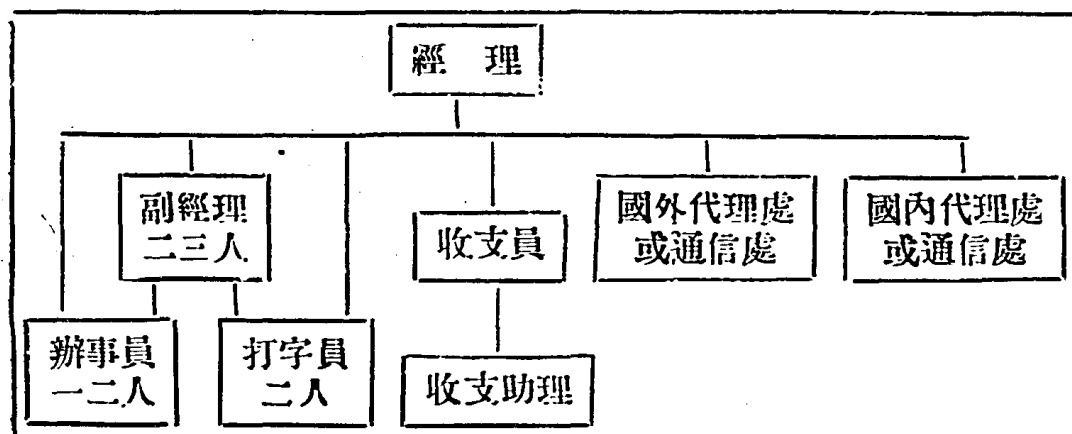 經理
副經理
二三人
收支員
國外代理處
或通信處
國內代理處
或通信處
辦事員
一二人
打字員
二人
收支助理